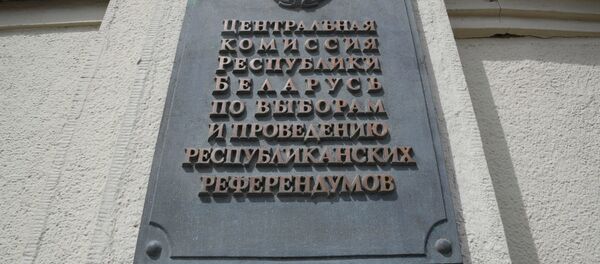 ЦЕНТРАЛЬНАЯ
КОМИССИЯ
РЕСПУБЛИКИ
БЕЛАРУСЬ
ПО ВЫБОРАМ
И ПРОВЕДЕНИЮ
РЕСПУБЛИКАНСКИХ
РЕФЕРЕНДУМОВ